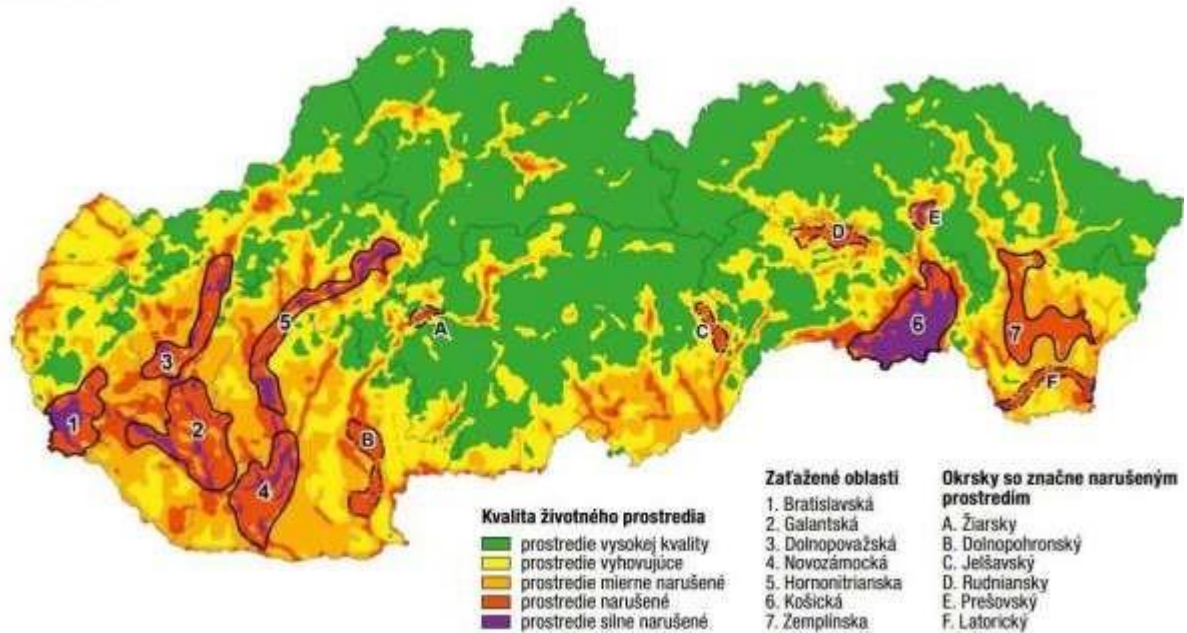 1
2
3
4
5
6
7
A
B
C
D
E
F
Kvalita životného prostredia
prostredie vysokej kvality
prostredie vyhovujúce
prostredie mierne narušené
prostredie narušené
prostredie silne narušené
Zaťažené oblasti
1. Bratislavská
2. Galantská
3. Dolnopovažská
4. Novozámocká
5. Hornonitrianska
6. Košická
7. Zemplínska
Okrsky so značne narušeným
prostredím
A. Žiarsky
B. Dolnopohronský
C. Jelšavský
D. Rudniansky
E. Prešovský
F. Latorický